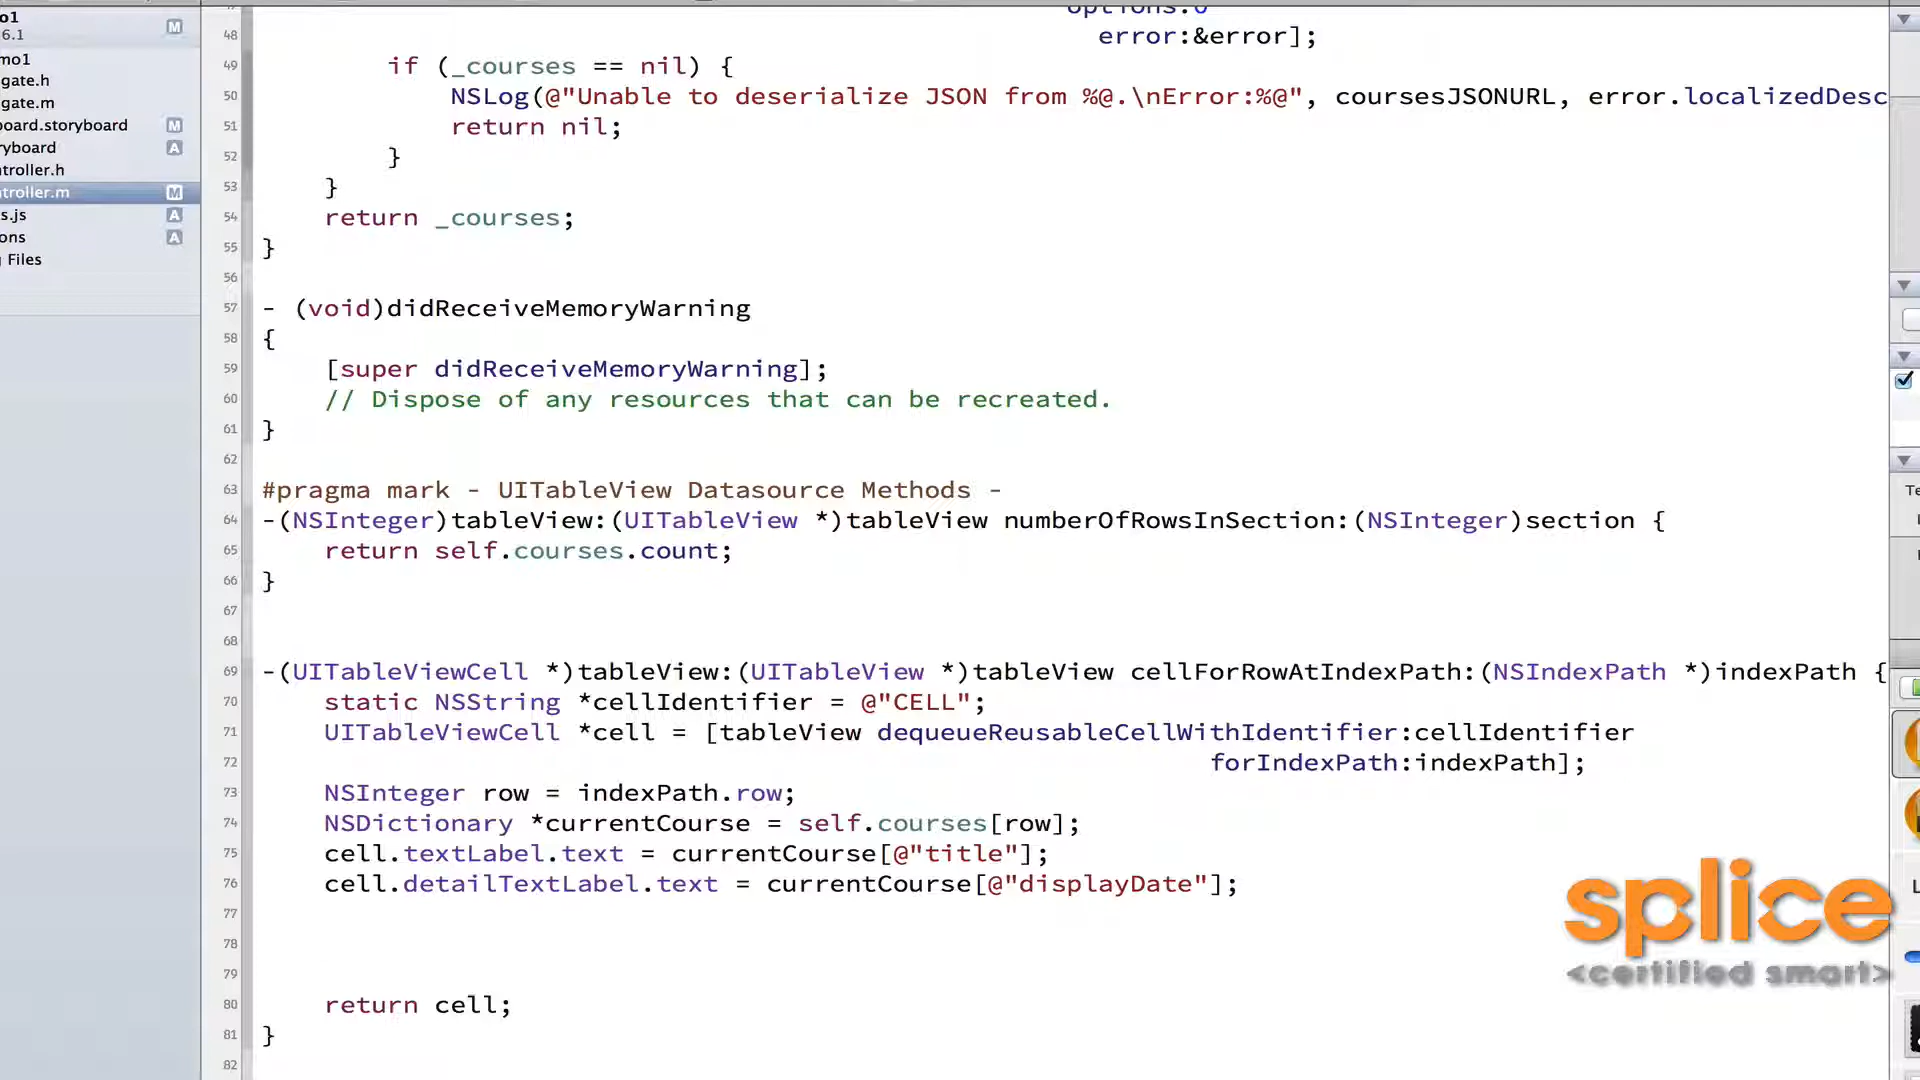 o1
6.1
mo1
gate.h
gate.m
board.storyboard
ryboard
ntroller.h
ntroller.m
s.js
ons
g Files
M
M
A
M
A
A
options:0
48 error:&error];
49 if (_courses == nil) {
50 NSLog(@"Unable to deserialize JSON from %@.\nError:%@", coursesJSONURL, error.localizedDesc
51 return nil;
52 }
53 }
54 return _courses;
55 }
56
57 - (void)didReceiveMemoryWarning
58 {
59 [super didReceiveMemoryWarning];
60 // Dispose of any resources that can be recreated.
61 }
62
63 #pragma mark - UITableView Datasource Methods -
64 -(NSInteger)tableView:(UITableView *)tableView numberOfRowsInSection:(NSInteger)section {
65 return self.courses.count;
66 }
67
68
69 -(UITableViewCell *)tableView:(UITableView *)tableView cellForRowAtIndexPath:(NSIndexPath *)indexPath {
70 static NSString *cellIdentifier = @"CELL";
71 UITableViewCell *cell = [tableView dequeueReusableCellWithIdentifier:cellIdentifier
72 forIndexPath:indexPath];
73 NSInteger row = indexPath.row;
74 NSDictionary *currentCourse = self.courses[row];
75 cell.textLabel.text = currentCourse[@"title"];
76 cell.detailTextLabel.text = currentCourse[@"displayDate"];
77
78
79
80 return cell;
81 }
82
Te
splice
<certified smart>